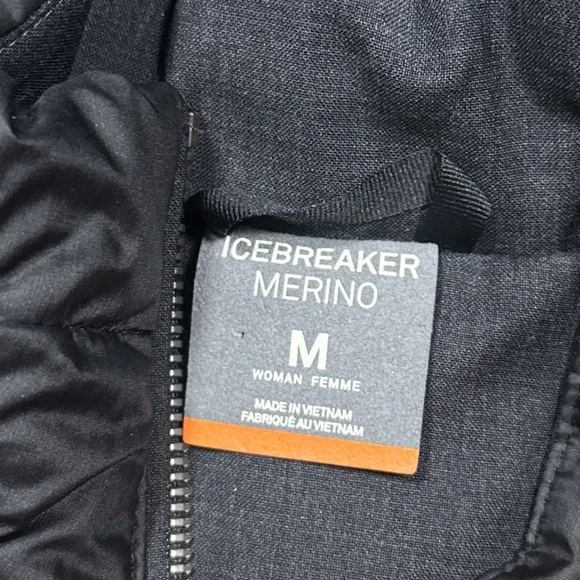 ICEBREAKER
MERINO
M
WOMAN FEMME
MADE IN VIETNAM
FABRIQUÉ AU VIETNAM